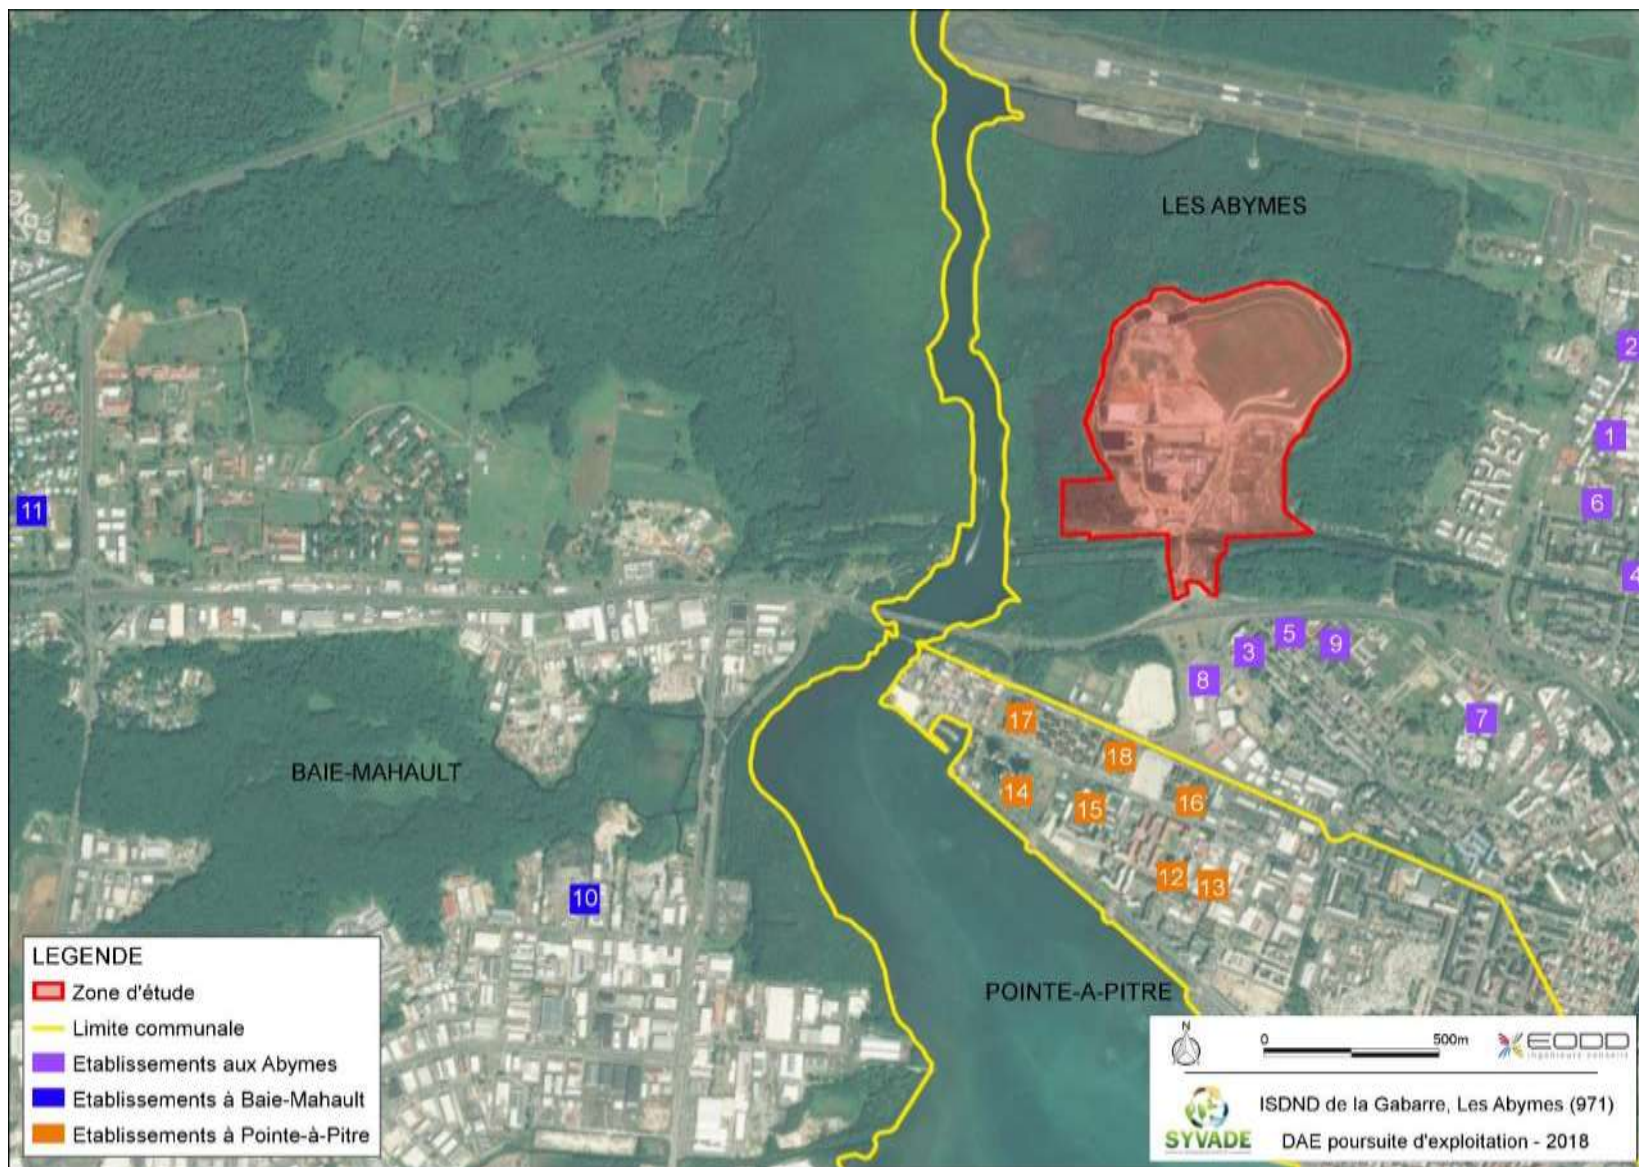 LES ABYMES
2
1
11
6
4
5
3
9
8
7
17
18
BAIE-MAHAULT
14
15
16
12
13
10
POINTE-A-PITRE
LEGENDE
Zone d'étude
Limite communale
Etablissements aux Abymes
Etablissements à Baie-Mahault
Etablissements à Pointe-à-Pitre
N
0 500m
EODD
ingénieurs conseils
SYVADE
ISDND de la Gabarre, Les Abymes (971)
DAE poursuite d'exploitation - 2018